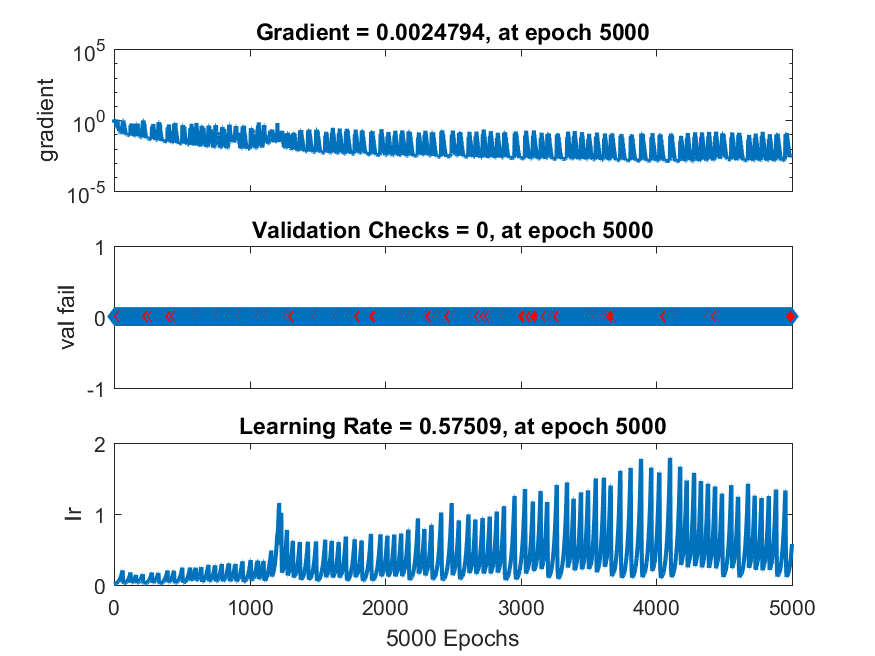 Gradient = 0.0024794, at epoch 5000
10^5
10^0
10^-5
gradient
Validation Checks = 0, at epoch 5000
1
0
-1
val fail
Learning Rate = 0.57509, at epoch 5000
2
1
0
lr
0 1000 2000 3000 4000 5000
5000 Epochs